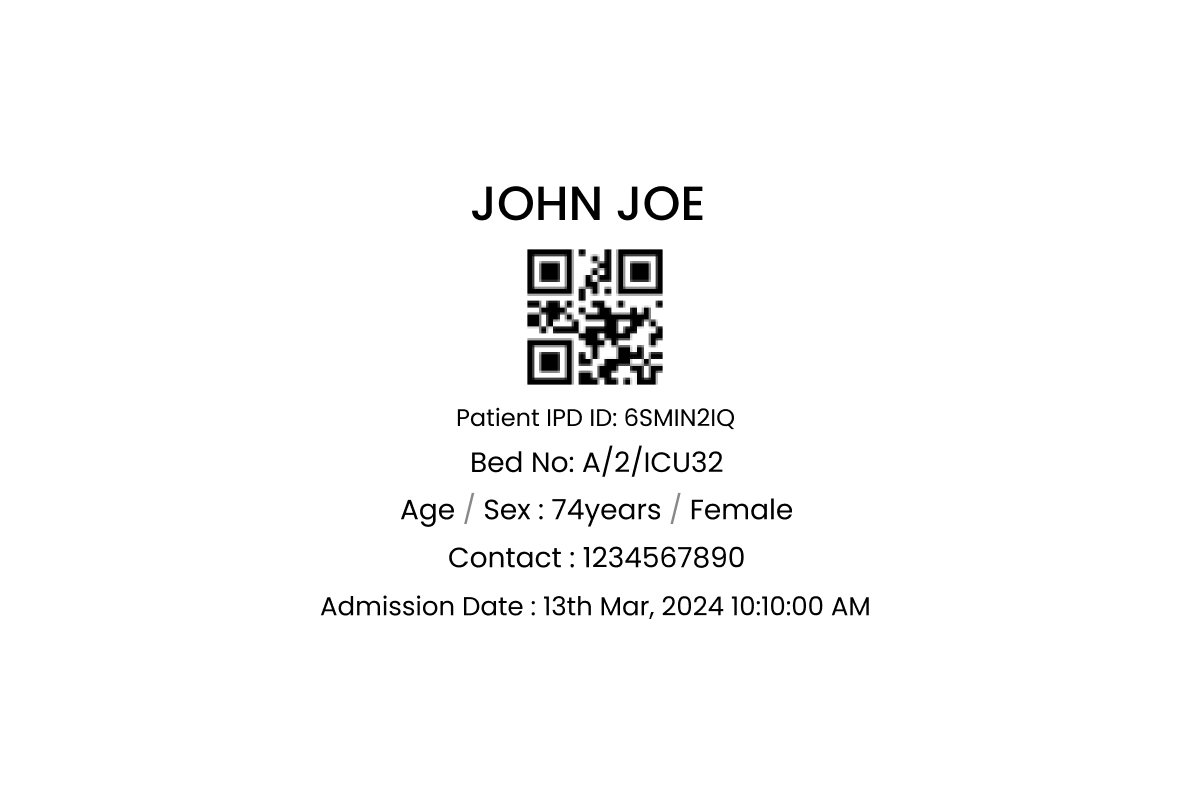 JOHN JOE
Patient IPD ID: 6SMIN2IQ
Bed No: A/2/ICU32
Age / Sex : 74years / Female
Contact : 1234567890
Admission Date : 13th Mar, 2024 10:10:00 AM